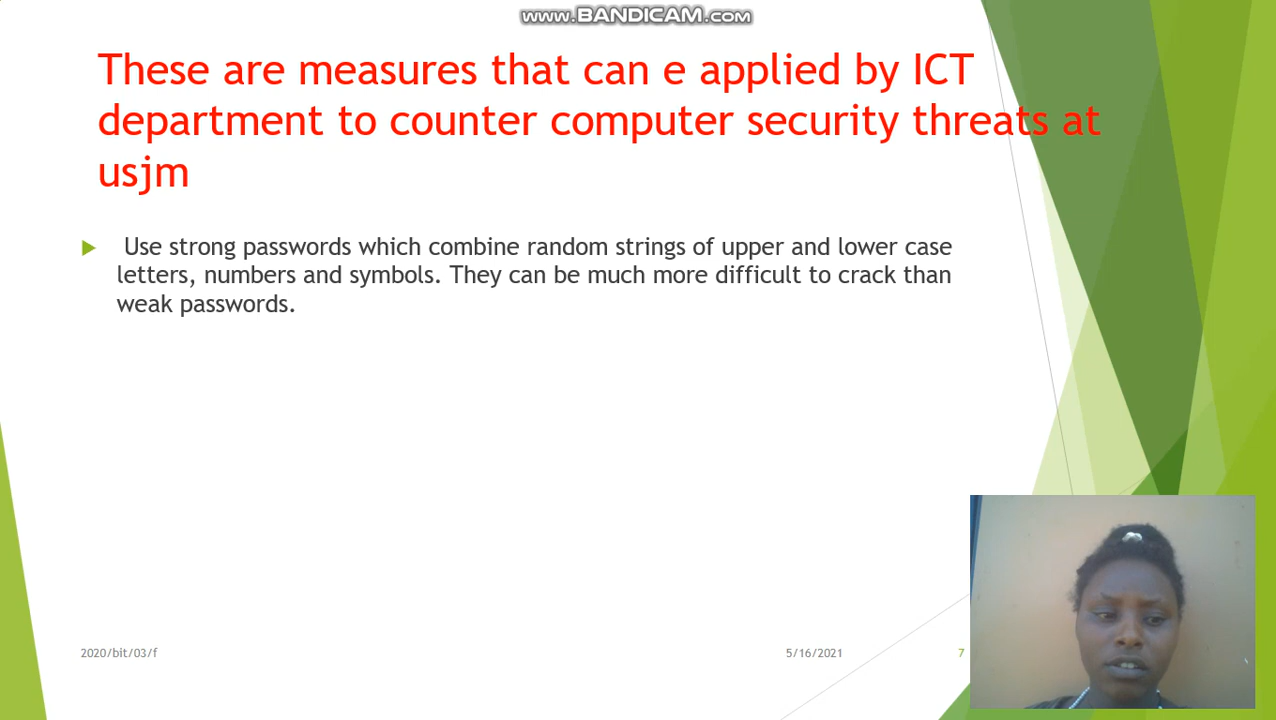 www.BANDICAM.com
These are measures that can e applied by ICT
department to counter computer security threats at
usjm
Use strong passwords which combine random strings of upper and lower case
letters, numbers and symbols. They can be much more difficult to crack than
weak passwords.
2020/bit/03/f
5/16/2021
7